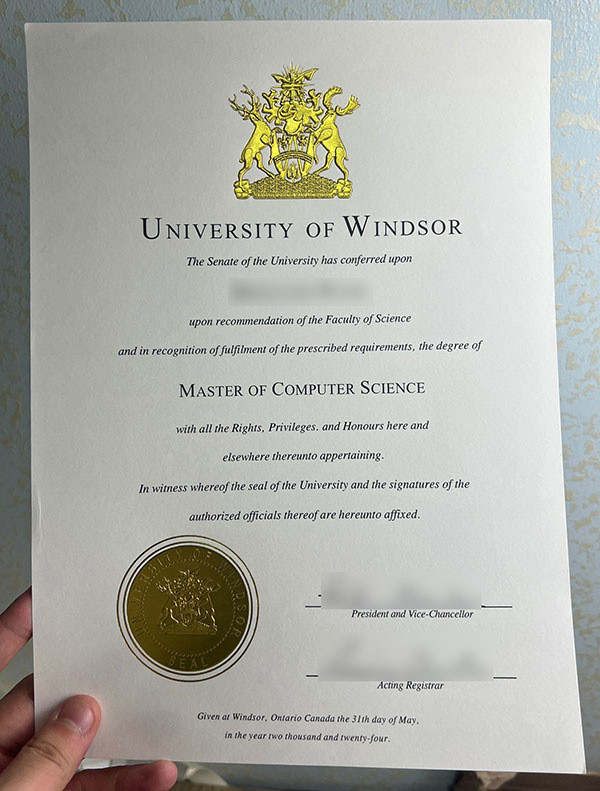 UNIVERSITY OF WINDSOR
The Senate of the University has conferred upon
upon recommendation of the Faculty of Science
and in recognition of fulfilment of the prescribed requirements, the degree of
MASTER OF COMPUTER SCIENCE
with all the Rights, Privileges. and Honours here and
elsewhere thereunto appertaining.
In witness whereof the seal of the University and the signatures of the
authorized officials thereof are hereunto affixed.
UNIVERSITY OF WINDSOR
SEAL
President and Vice-Chancellor
Acting Registrar
Given at Windsor, Ontario Canada the 31th day of May,
in the year two thousand and twenty-four.